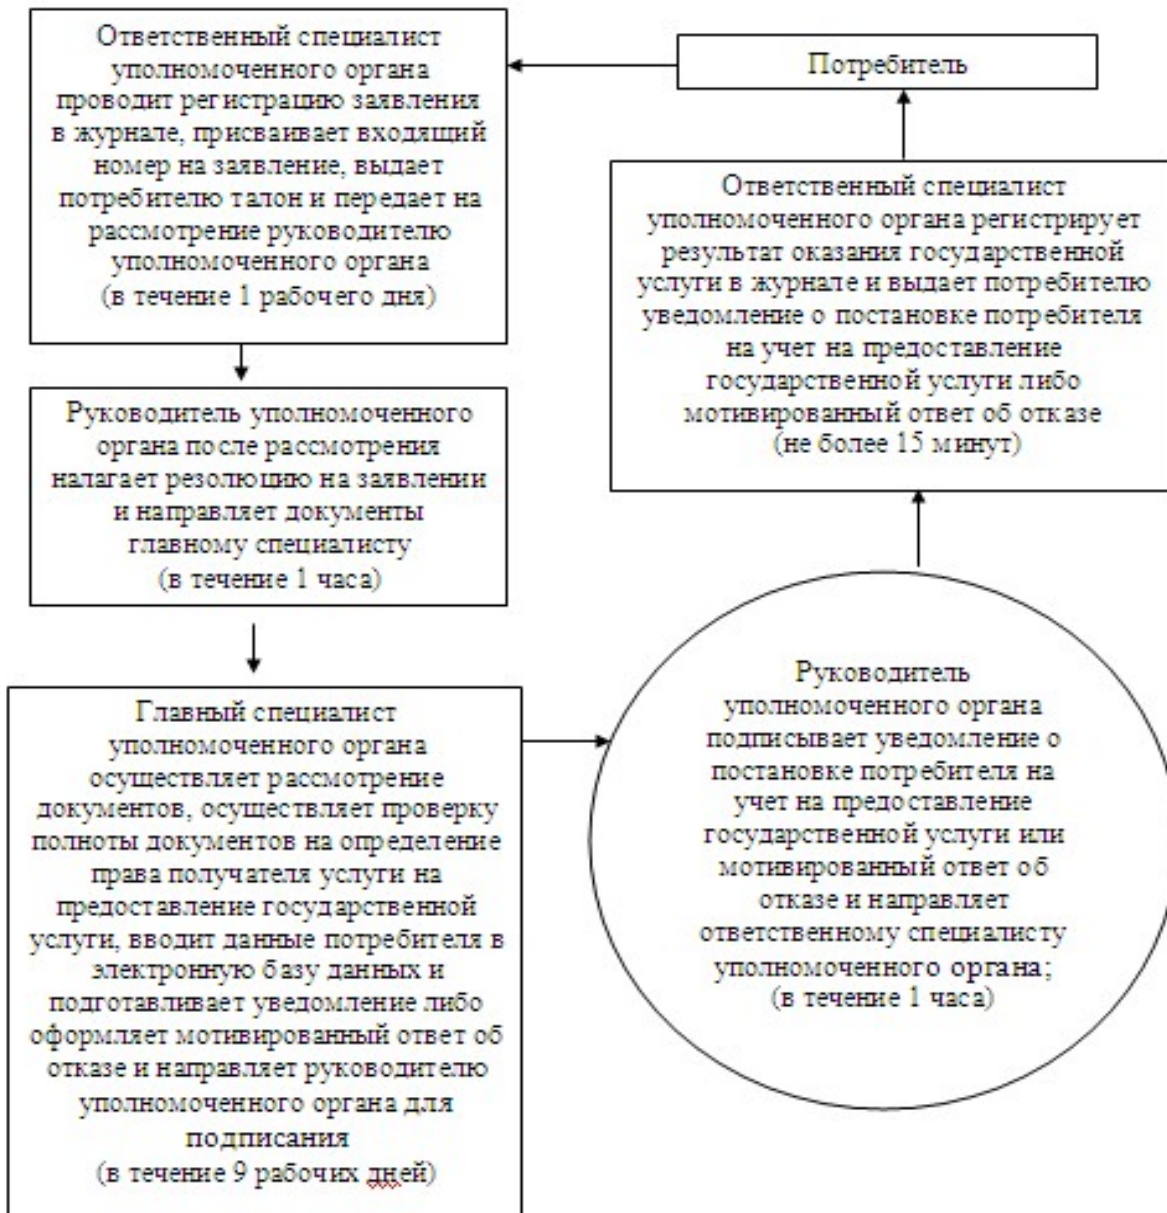 Потребитель
Ответственный специалист
уполномоченного органа
проводит регистрацию заявления
в журнале, присваивает входящий
номер на заявление, выдает
потребителю талон и передает на
рассмотрение руководителю
уполномоченного органа
(в течение 1 рабочего дня)
Руководитель уполномоченного
органа после рассмотрения
налагает резолюцию на заявлении
и направляет документы
главному специалисту
(в течение 1 часа)
Главный специалист
уполномоченного органа
осуществляет рассмотрение
документов, осуществляет проверку
полноты документов на определение
права получателя услуги на
предоставление государственной
услуги, вводит данные потребителя в
электронную базу данных и
подготавливает уведомление либо
оформляет мотивированный ответ об
отказе и направляет руководителю
уполномоченного органа для
подписания
(в течение 9 рабочих дней)
Руководитель
уполномоченного органа
подписывает уведомление о
постановке потребителя на
учет на предоставление
государственной услуги или
мотивированный ответ об
отказе и направляет
ответственному специалисту
уполномоченного органа;
(в течение 1 часа)
Ответственный специалист
уполномоченного органа регистрирует
результат оказания государственной
услуги в журнале и выдает потребителю
уведомление о постановке потребителя
на учет на предоставление
государственной услуги либо
мотивированный ответ об отказе
(не более 15 минут)